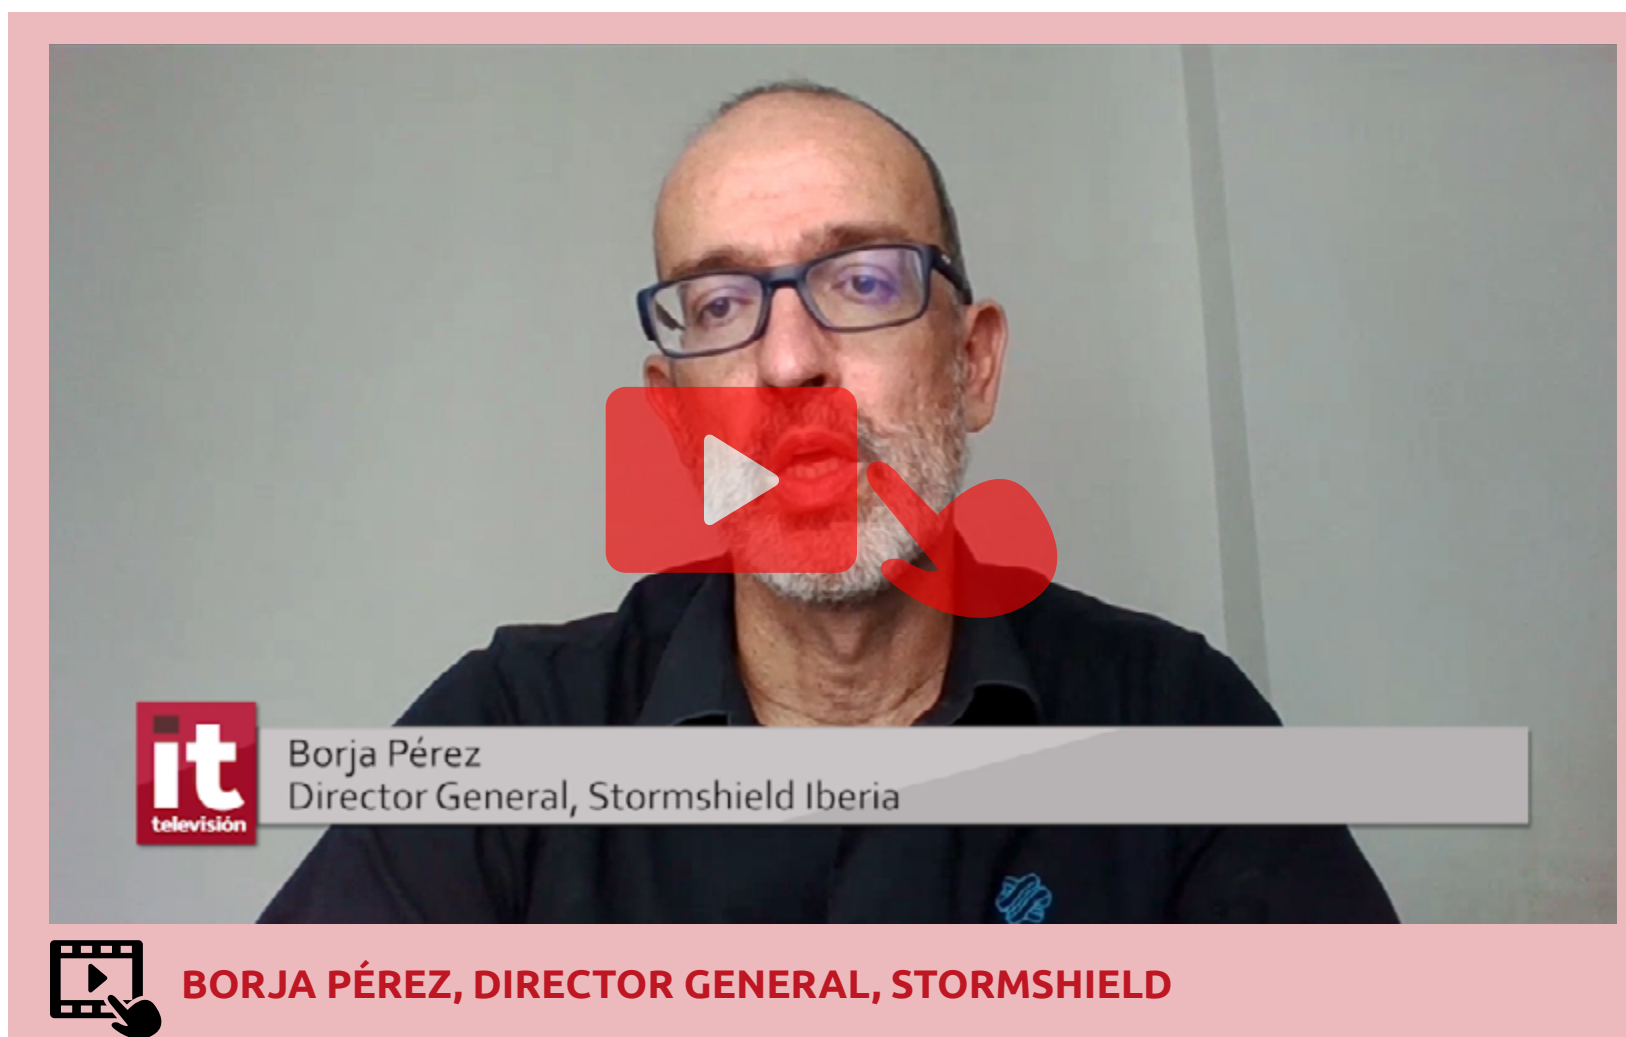 Borja Pérez
Director General, Stormshield Iberia
it
televisión
BORJA PÉREZ, DIRECTOR GENERAL, STORMSHIELD